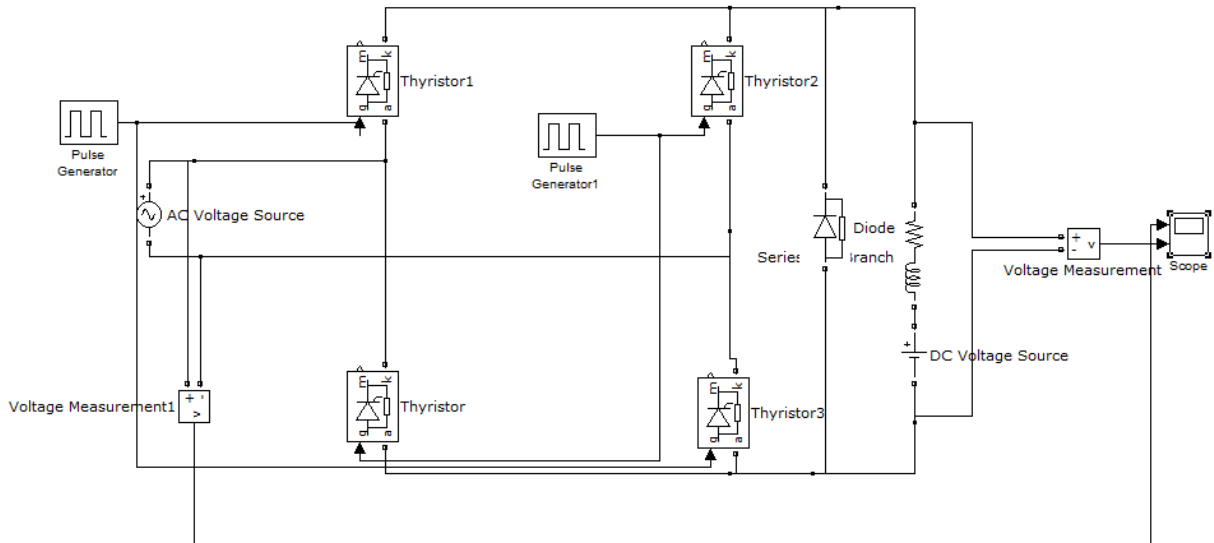 m
k
Thyristor1
g
a
m
k
Thyristor2
g
a
Pulse
Generator
Pulse
Generator1
+
AC Voltage Source
Diode
Series
Branch
+
-
v
Voltage Measurement
Scope
+
DC Voltage Source
m
k
Thyristor
g
a
m
k
Thyristor3
g
a
+
-
v
Voltage Measurement1